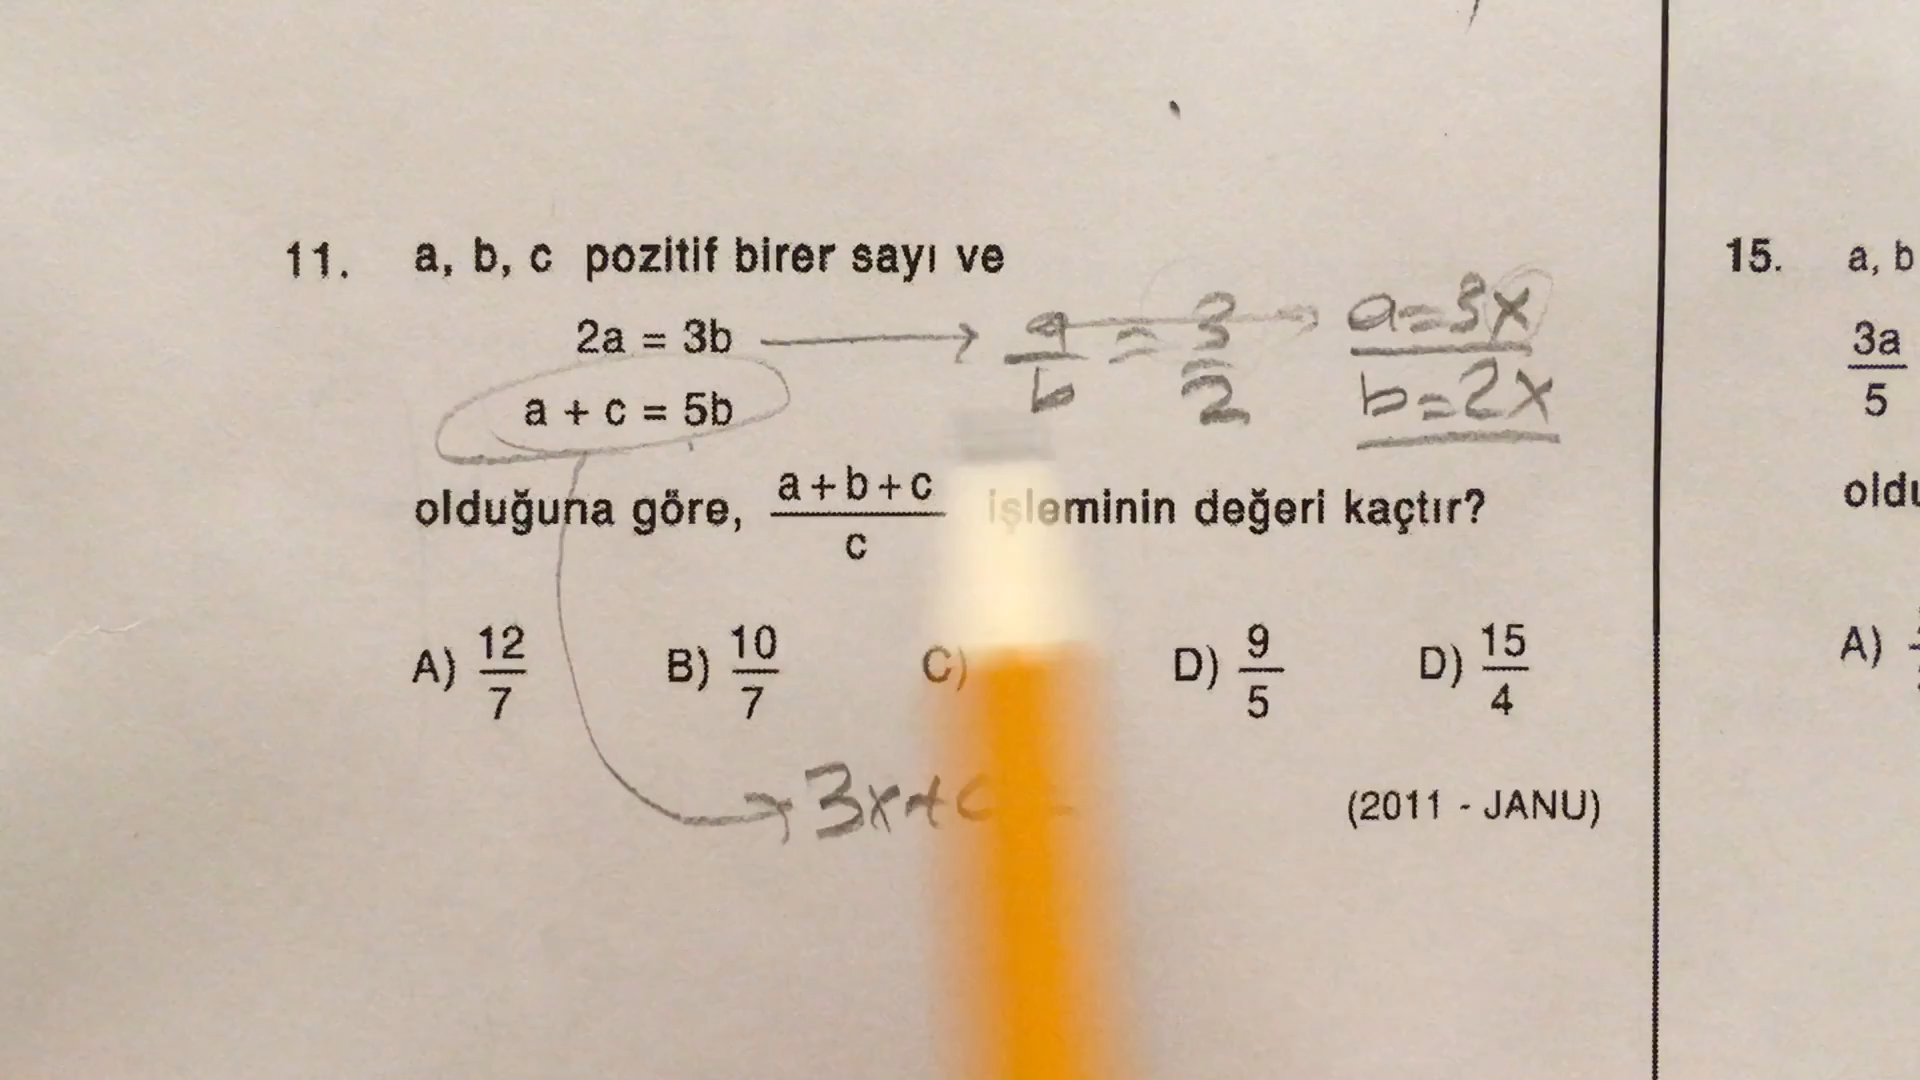 11. a, b, c pozitif birer sayı ve
2a = 3b → a/b = 3/2 → a=3x
b=2x
a + c = 5b
olduğuna göre, a+b+c/c işleminin değeri kaçtır?
A) 12/7 B) 10/7 C) D) 9/5 D) 15/4
→ 3x+c
(2011 - JANU)
15. a, b
3a/5
A)